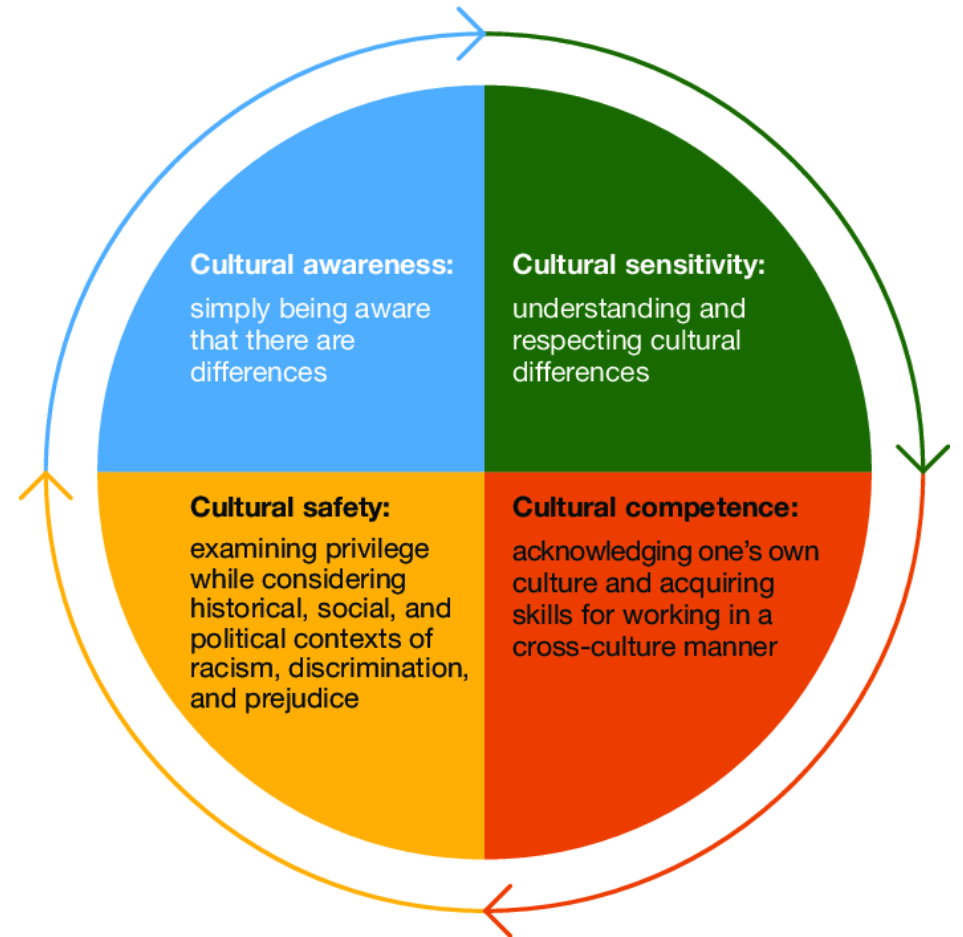 Cultural awareness:
simply being aware
that there are
differences
Cultural sensitivity:
understanding and
respecting cultural
differences
Cultural safety:
examining privilege
while considering
historical, social, and
political contexts of
racism, discrimination,
and prejudice
Cultural competence:
acknowledging one’s own
culture and acquiring
skills for working in a
cross-culture manner